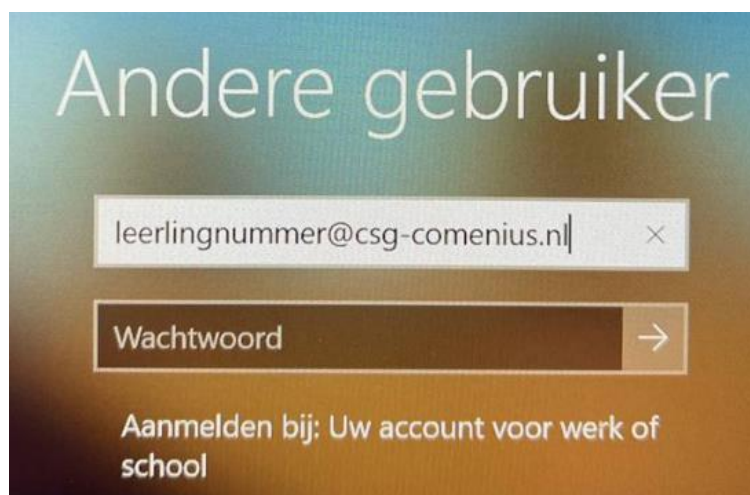 Andere gebruiker
leerlingnummer@csg-comenius.nl
Wachtwoord
Aanmelden bij: Uw account voor werk of
school